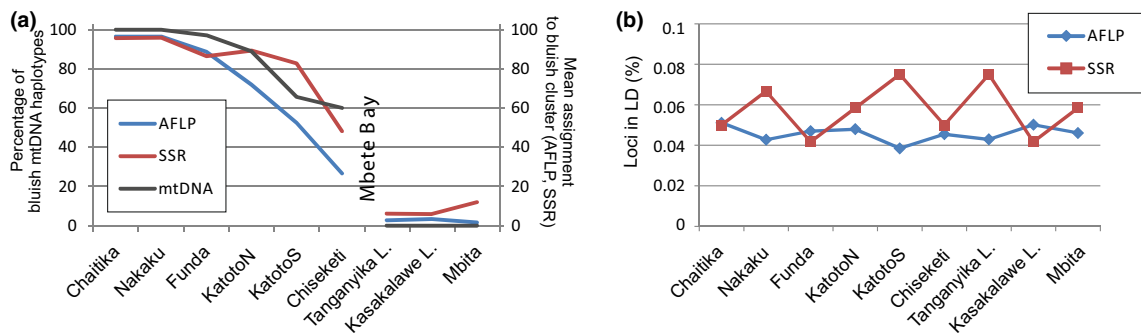 (a)
Percentage of
bluish mtDNA haplotypes
100
80
60
40
20
0
AFLP
SSR
mtDNA
Mbete Bay
100
80
60
40
20
0
Mean assignment
to bluish cluster (AFLP, SSR)
Chaitika
Nakaku
Funda
KatotoN
KatotoS
Chiseketi
Tanganyika L.
Kasakalawe L.
Mbita
(b)
Loci in LD (%)
0.1
0.08
0.06
0.04
0.02
0
AFLP
SSR
Chaitika
Nakaku
Funda
KatotoN
KatotoS
Chiseketi
Tanganyika L.
Kasakalawe L.
Mbita